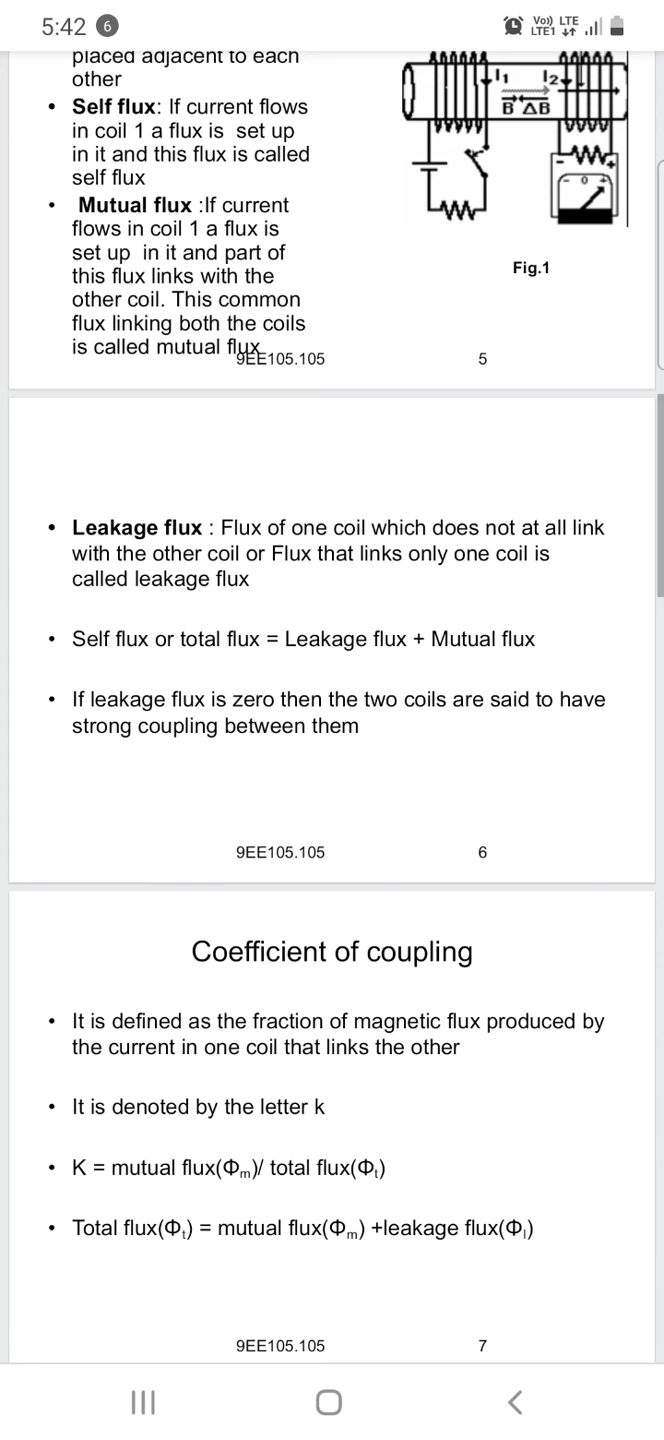 5:42 6 Vo)) LTE
LTE1
placed adjacent to each
other
• Self flux: If current flows
in coil 1 a flux is set up
in it and this flux is called
self flux
• Mutual flux :If current
flows in coil 1 a flux is
set up in it and part of
this flux links with the
other coil. This common
flux linking both the coils
is called mutual flux
I1 I2
B ΔB
- +
- 0 +
Fig.1
9EE105.105 5
• Leakage flux : Flux of one coil which does not at all link
with the other coil or Flux that links only one coil is
called leakage flux
• Self flux or total flux = Leakage flux + Mutual flux
• If leakage flux is zero then the two coils are said to have
strong coupling between them
9EE105.105 6
Coefficient of coupling
• It is defined as the fraction of magnetic flux produced by
the current in one coil that links the other
• It is denoted by the letter k
• K = mutual flux(Φm)/ total flux(Φt)
• Total flux(Φt) = mutual flux(Φm) +leakage flux(Φl)
9EE105.105 7